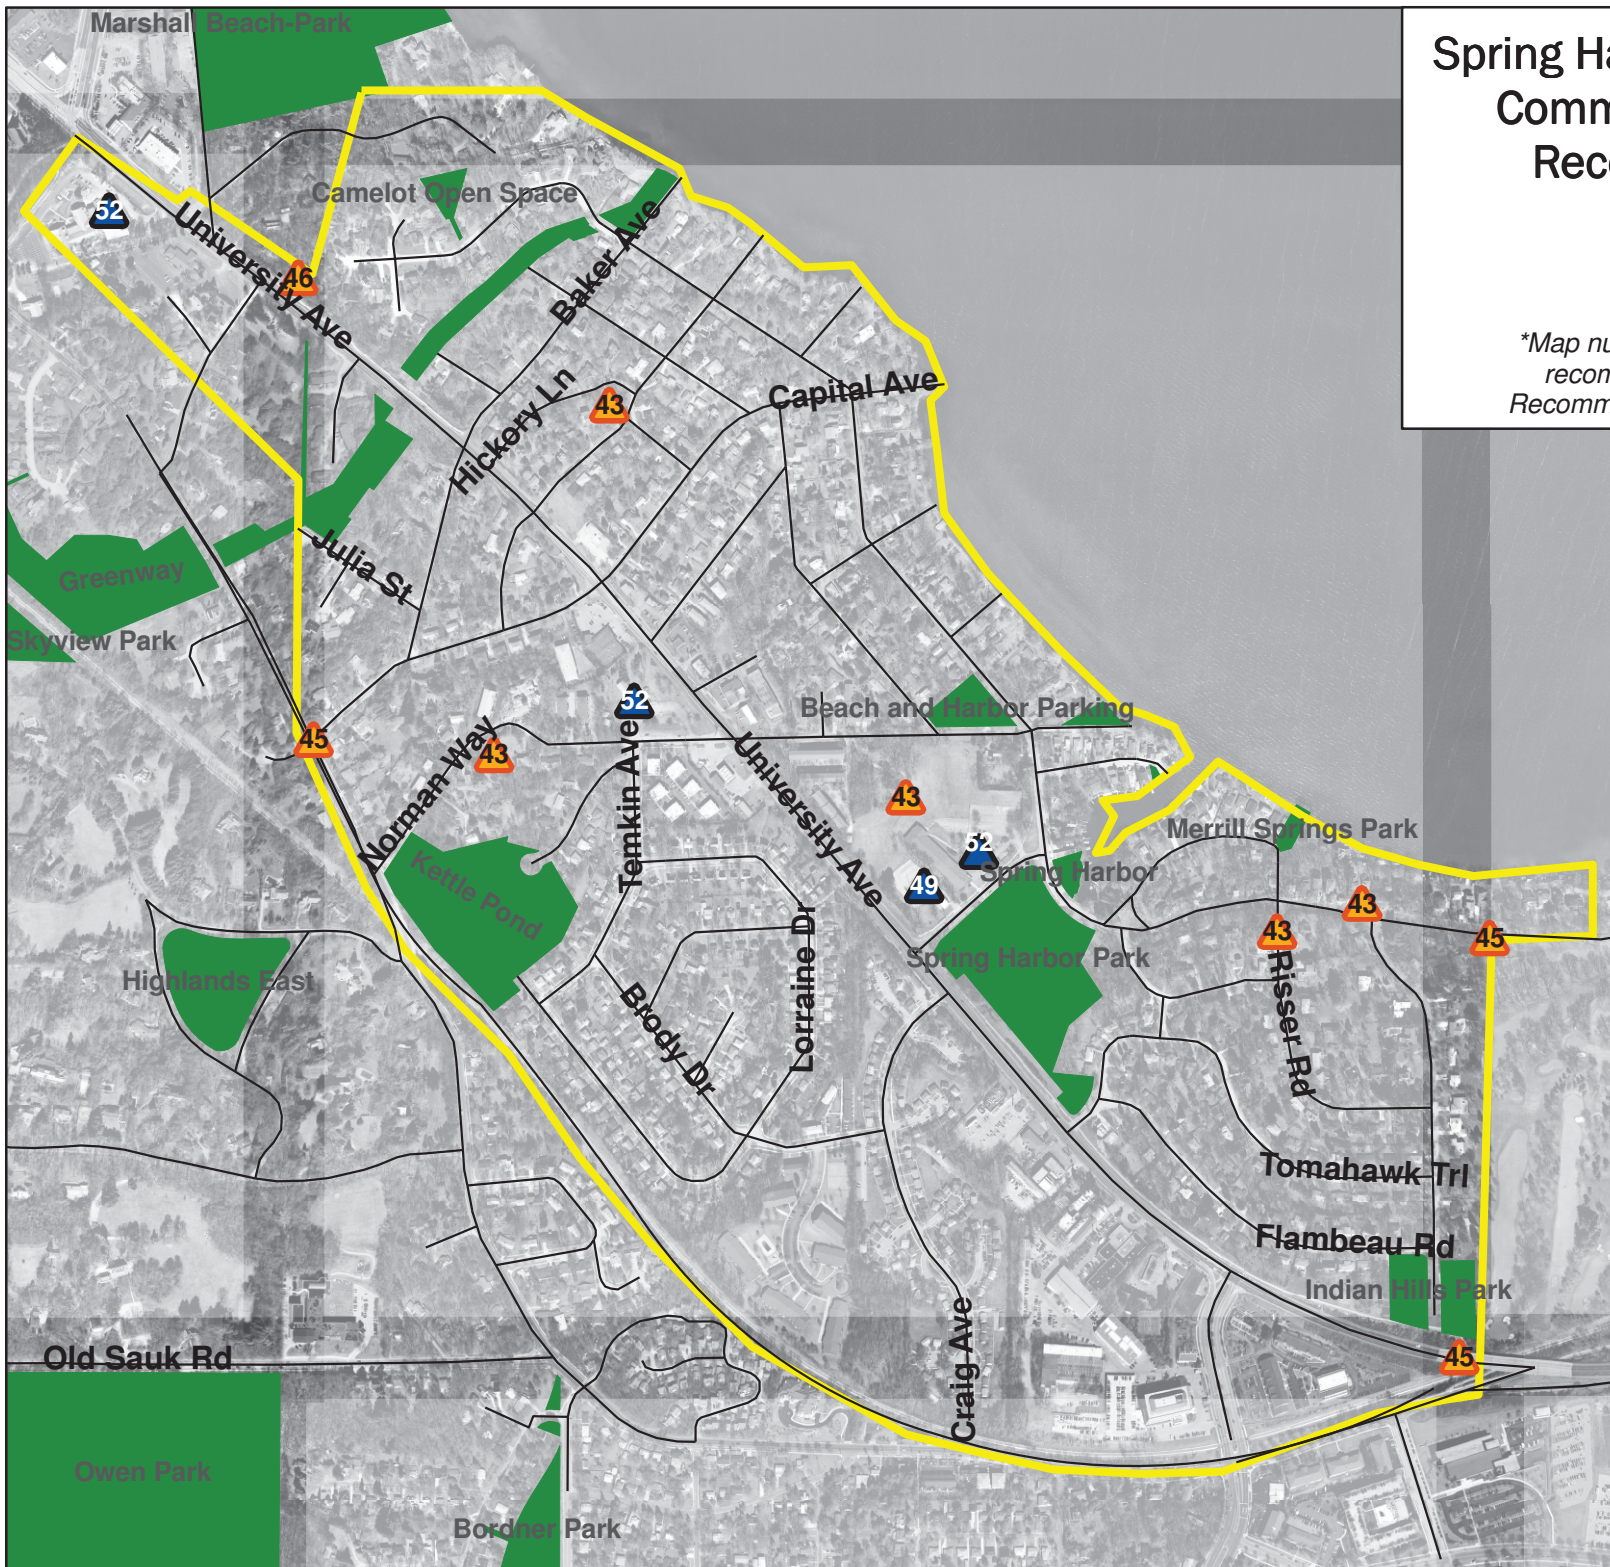 Marshall Beach-Park
Spring Ha
Comm
Reco
*Map nu
recom
Recomm
Camelot Open Space
52
University Ave
46
Baker Ave
Hickory Ln
43
Capital Ave
Julia St
Greenway
Skyview Park
45
Norman Way
43
52
Temkin Ave
Beach and Harbor Parking
University Ave
43
52
49
Spring Harbor
Merrill Springs Park
Kettle Pond
43
43
45
Highlands East
Spring Harbor Park
Brody Dr
Lorraine Dr
Risser Rd
Tomahawk Trl
Flambeau Rd
Indian Hills Park
45
Old Sauk Rd
Craig Ave
Owen Park
Bordner Park